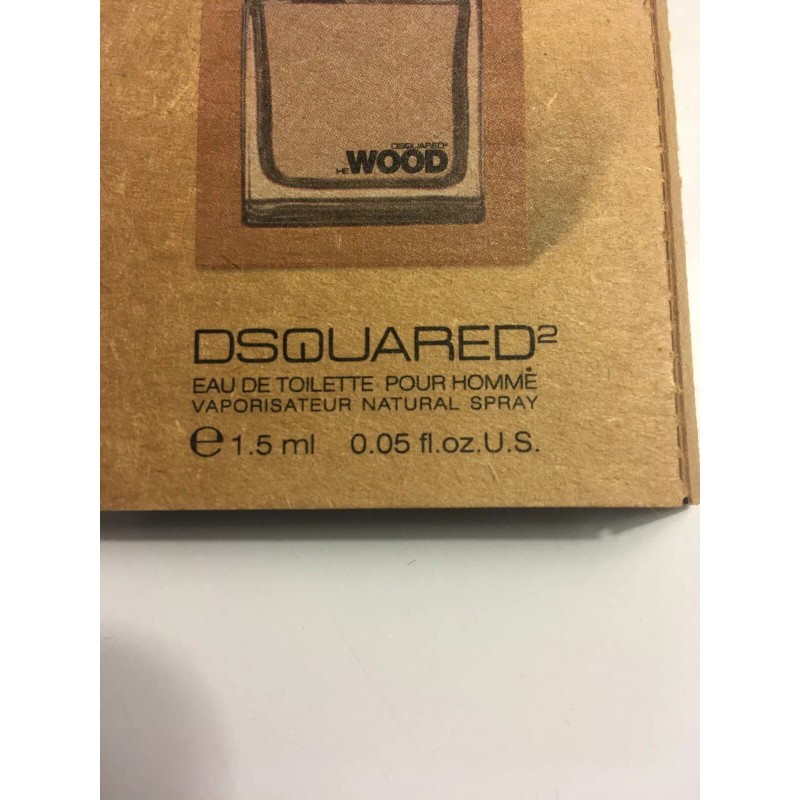 DSQUARED²
HE WOOD
DSQUARED²
EAU DE TOILETTE POUR HOMME
VAPORISATEUR NATURAL SPRAY
℮ 1.5 ml 0.05 fl.oz.U.S.